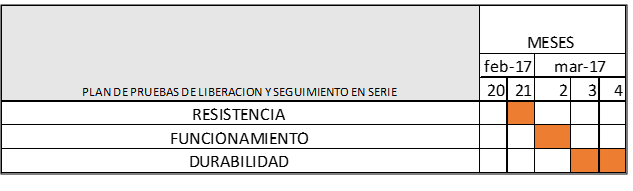 MESES
feb-17 mar-17
PLAN DE PRUEBAS DE LIBERACION Y SEGUIMIENTO EN SERIE 20 21 2 3 4
RESISTENCIA
FUNCIONAMIENTO
DURABILIDAD